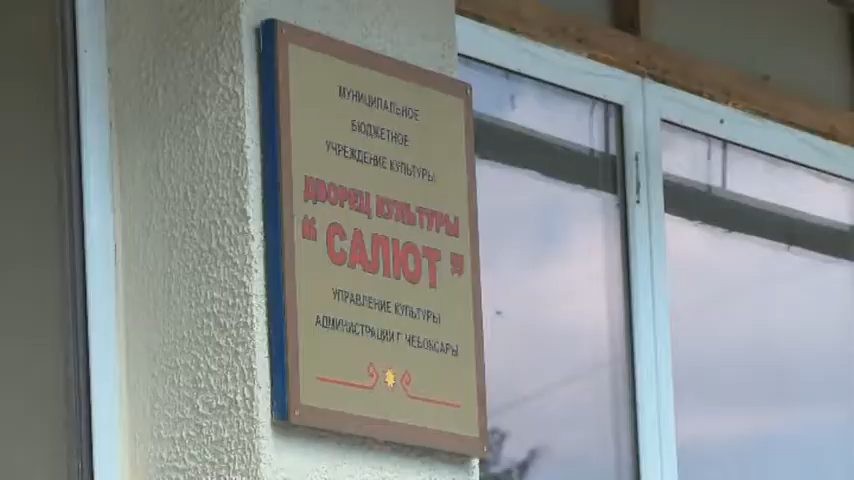 МУНИЦИПАЛЬНОЕ
БЮДЖЕТНОЕ
УЧРЕЖДЕНИЕ КУЛЬТУРЫ
ДВОРЕЦ КУЛЬТУРЫ
“ САЛЮТ ”
УПРАВЛЕНИЕ КУЛЬТУРЫ
АДМИНИСТРАЦИИ Г. ЧЕБОКСАРЫ